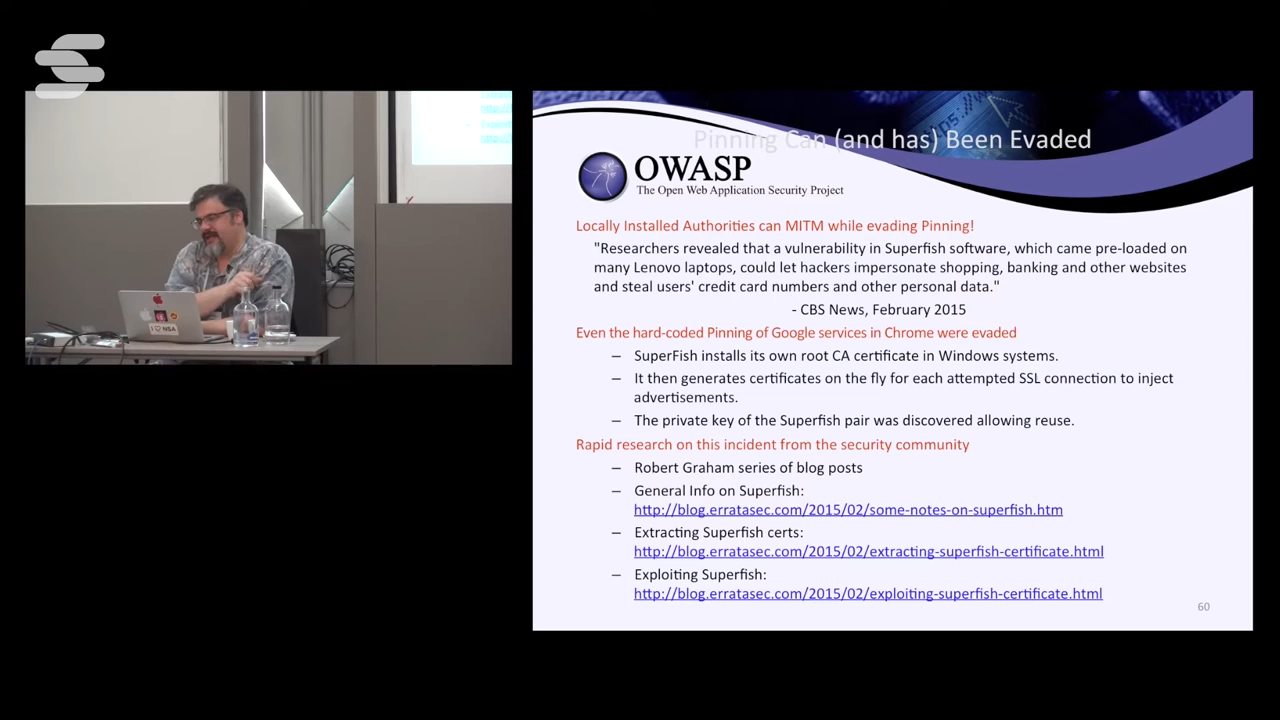 Pinning Can (and has) Been Evaded
OWASP
The Open Web Application Security Project
Locally Installed Authorities can MITM while evading Pinning!
"Researchers revealed that a vulnerability in Superfish software, which came pre-loaded on
many Lenovo laptops, could let hackers impersonate shopping, banking and other websites
and steal users' credit card numbers and other personal data."
- CBS News, February 2015
Even the hard-coded Pinning of Google services in Chrome were evaded
– SuperFish installs its own root CA certificate in Windows systems.
– It then generates certificates on the fly for each attempted SSL connection to inject
advertisements.
– The private key of the Superfish pair was discovered allowing reuse.
Rapid research on this incident from the security community
– Robert Graham series of blog posts
– General Info on Superfish:
http://blog.erratasec.com/2015/02/some-notes-on-superfish.htm
– Extracting Superfish certs:
http://blog.erratasec.com/2015/02/extracting-superfish-certificate.html
– Exploiting Superfish:
http://blog.erratasec.com/2015/02/exploiting-superfish-certificate.html
60
I ♡ NSA